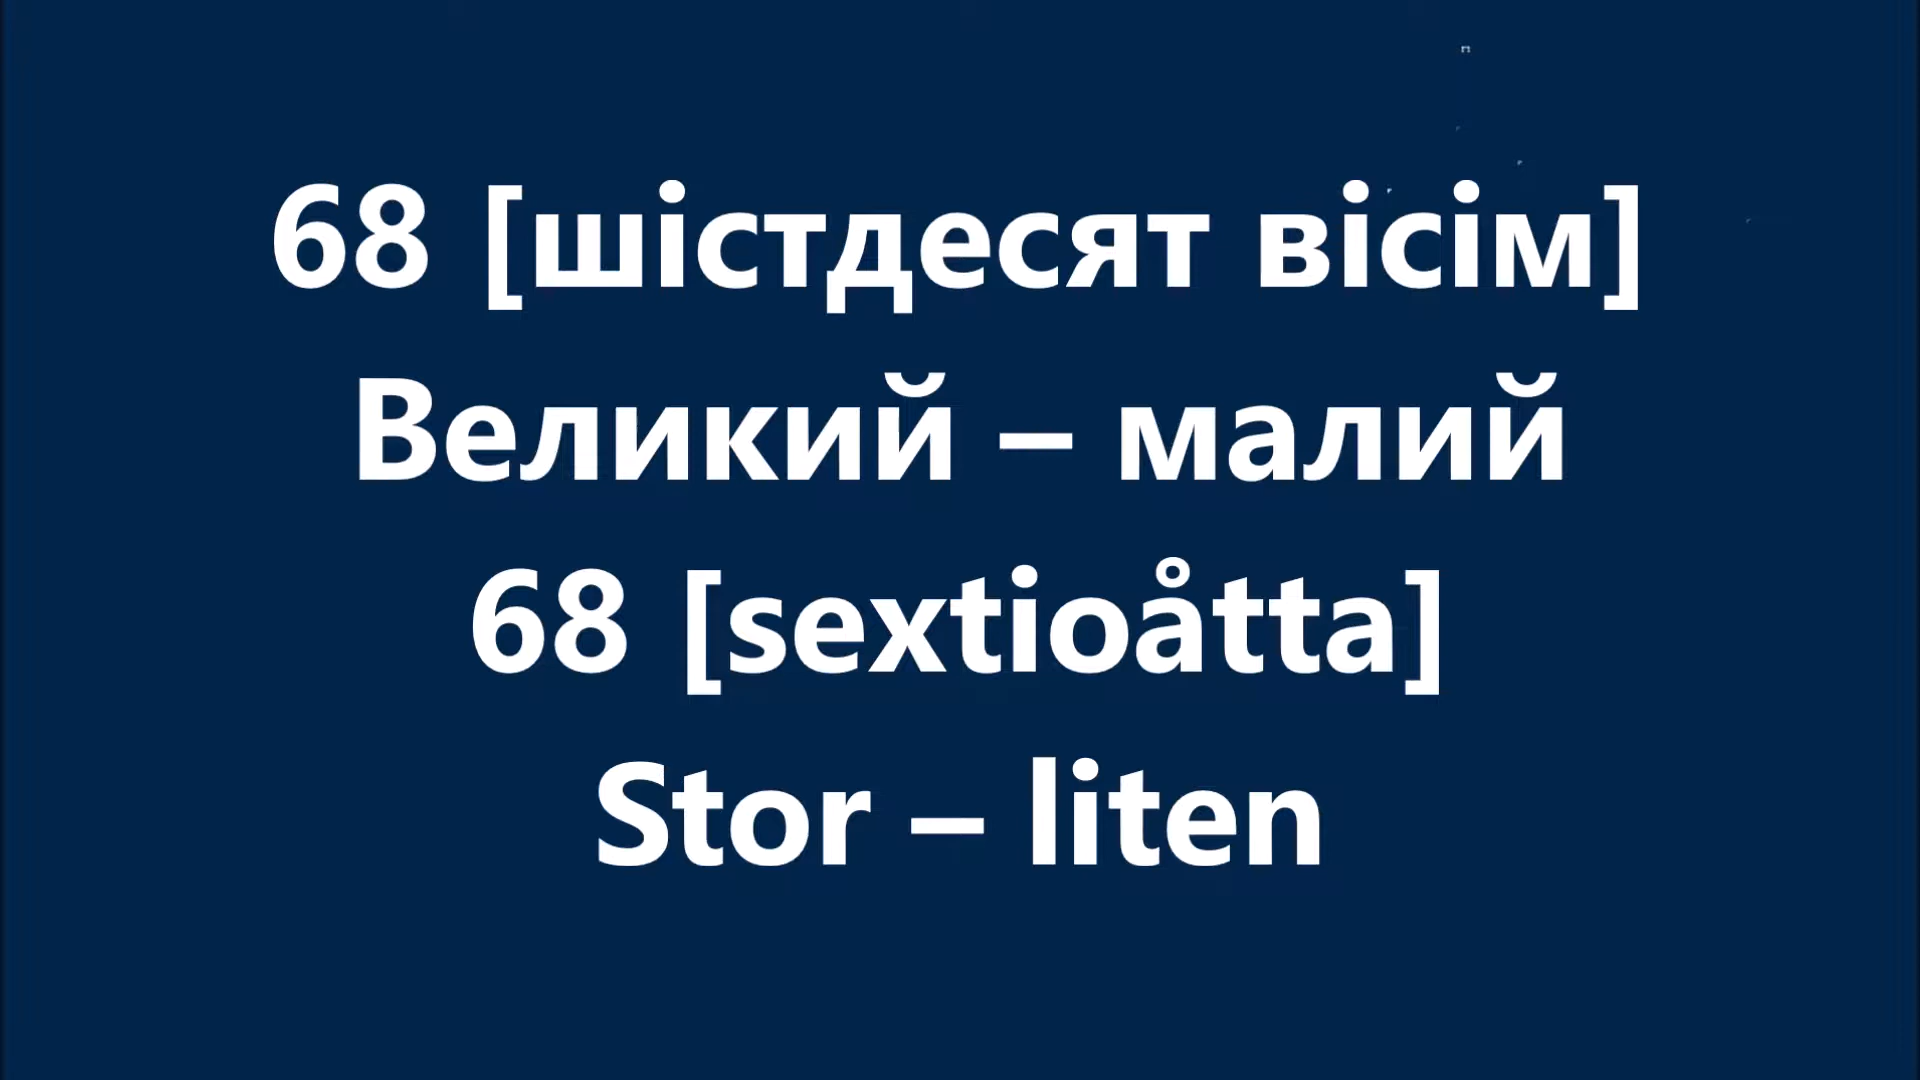 68 [шістдесят вісім]
Великий – малий
68 [sextioåtta]
Stor – liten